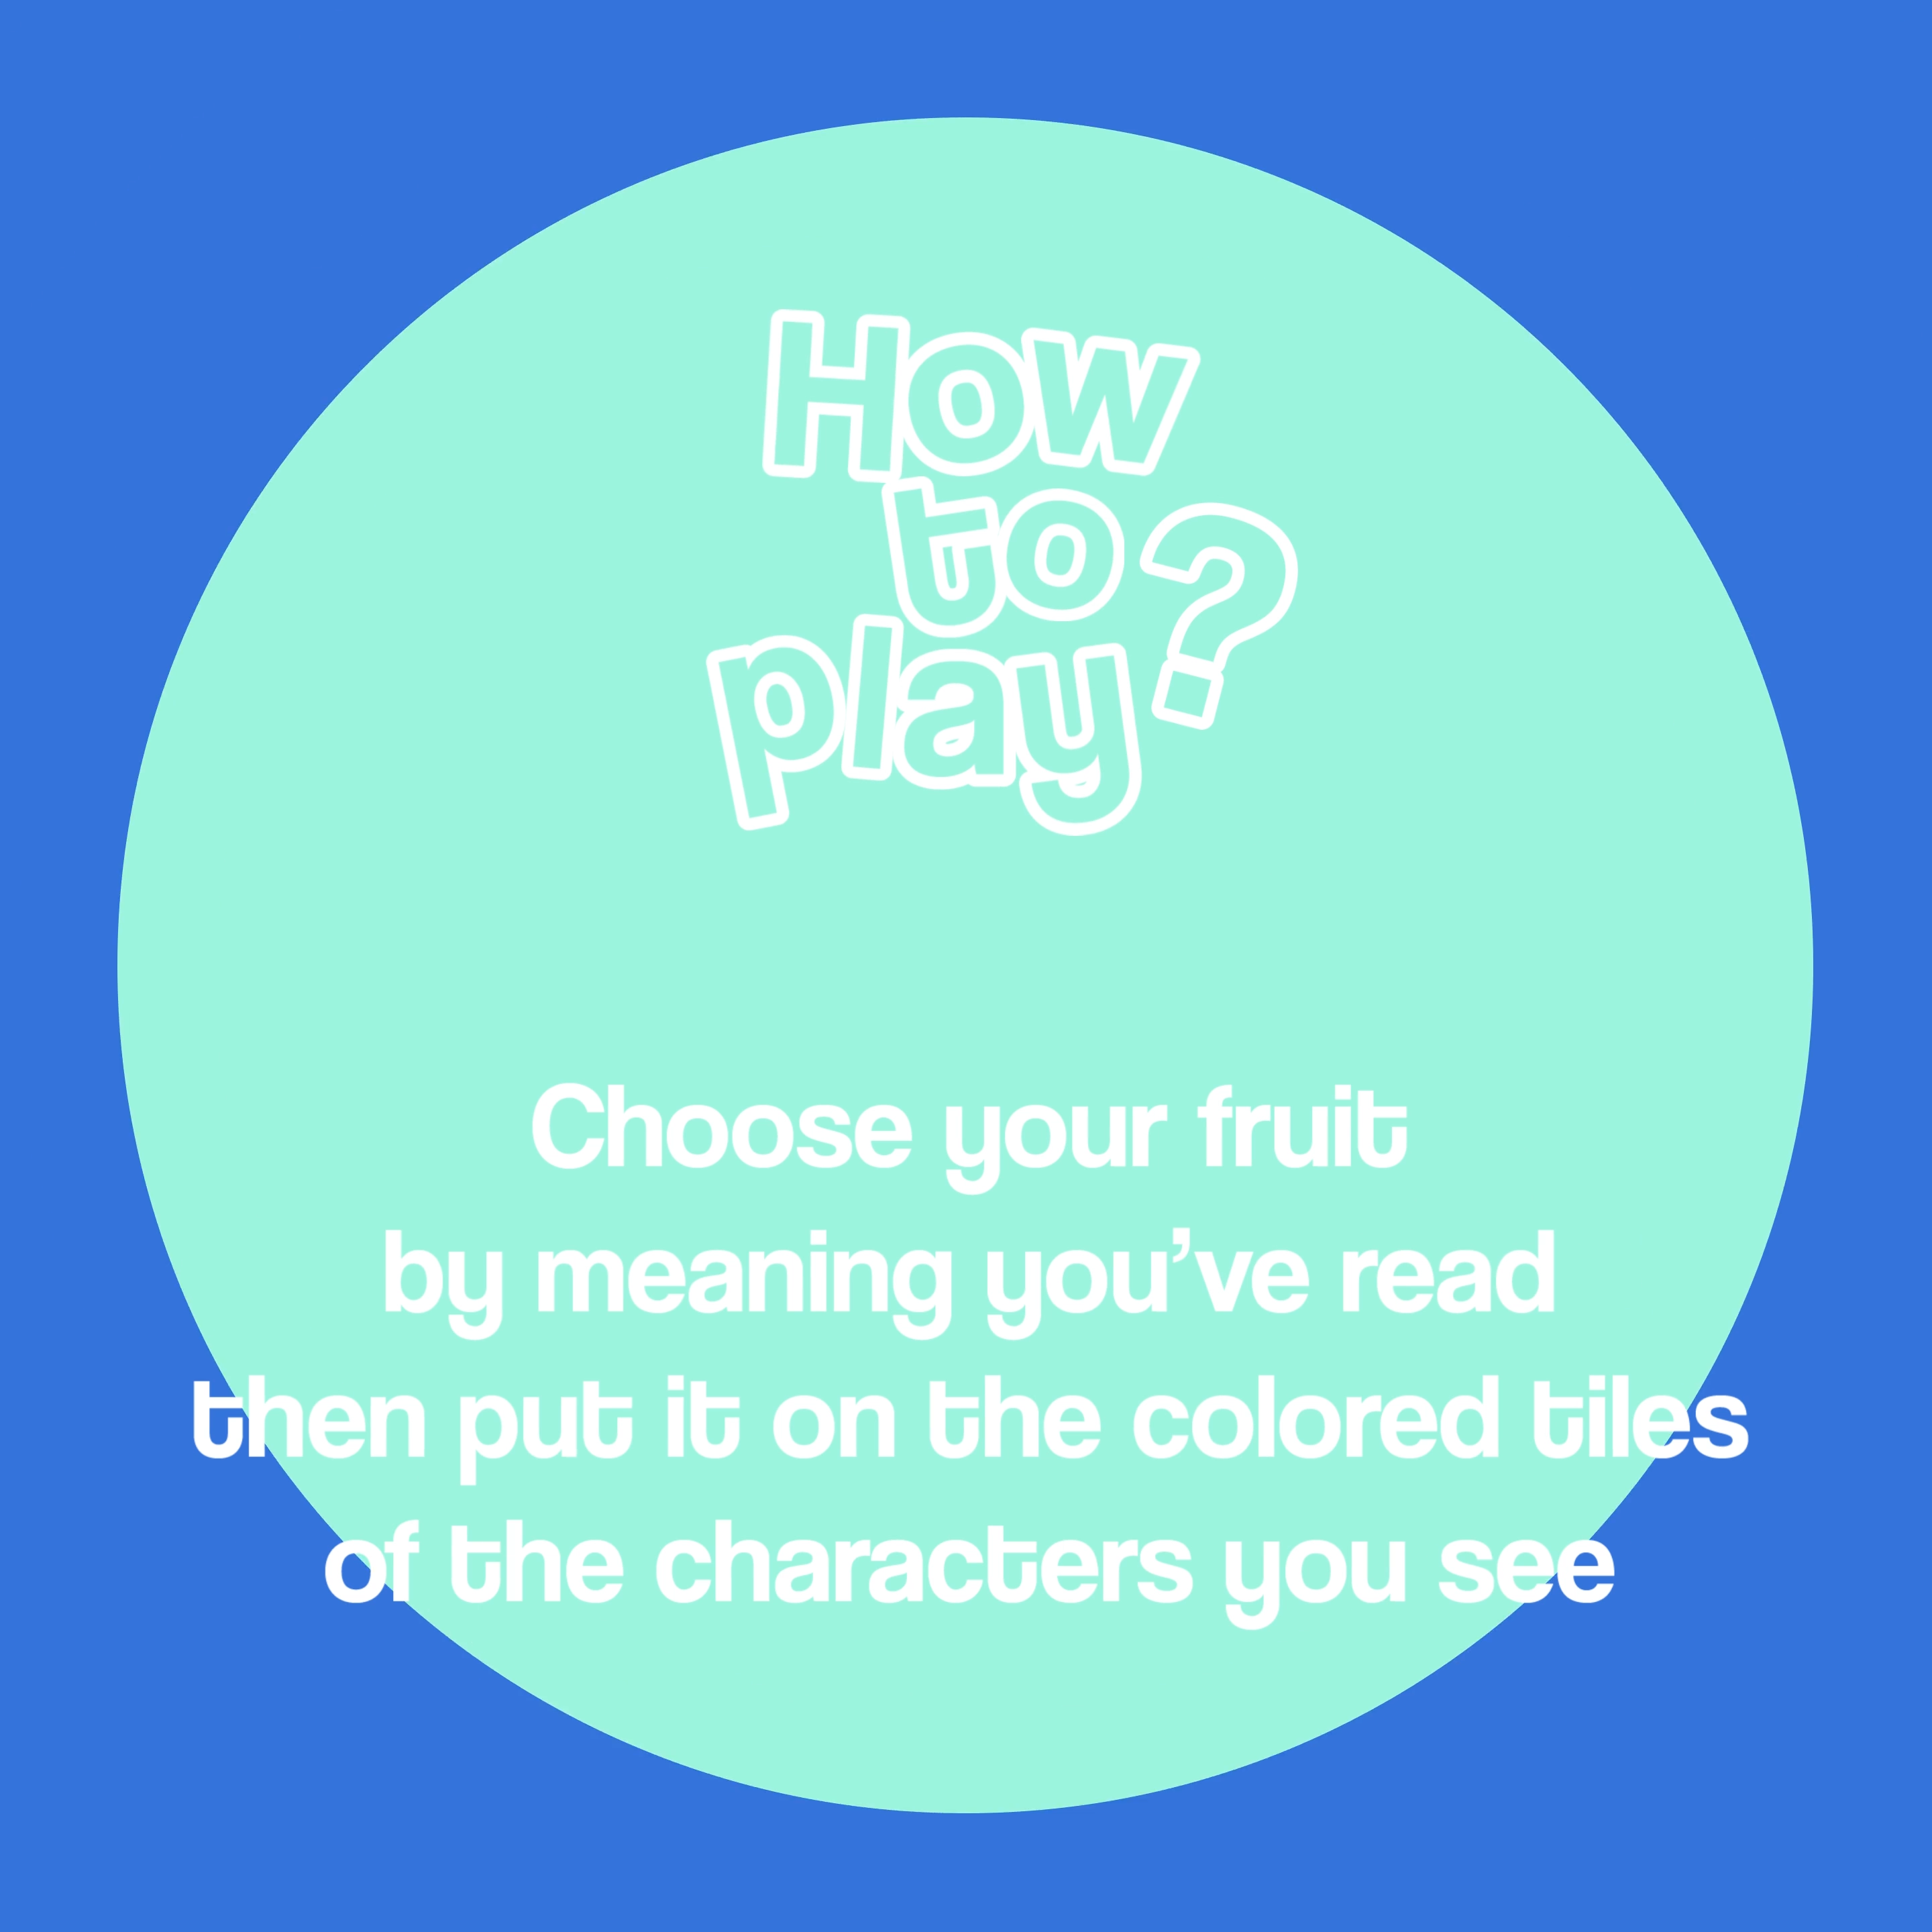 How
to?
play
Choose your fruit
by meaning you’ve read
then put it on the colored tiles
of the characters you see